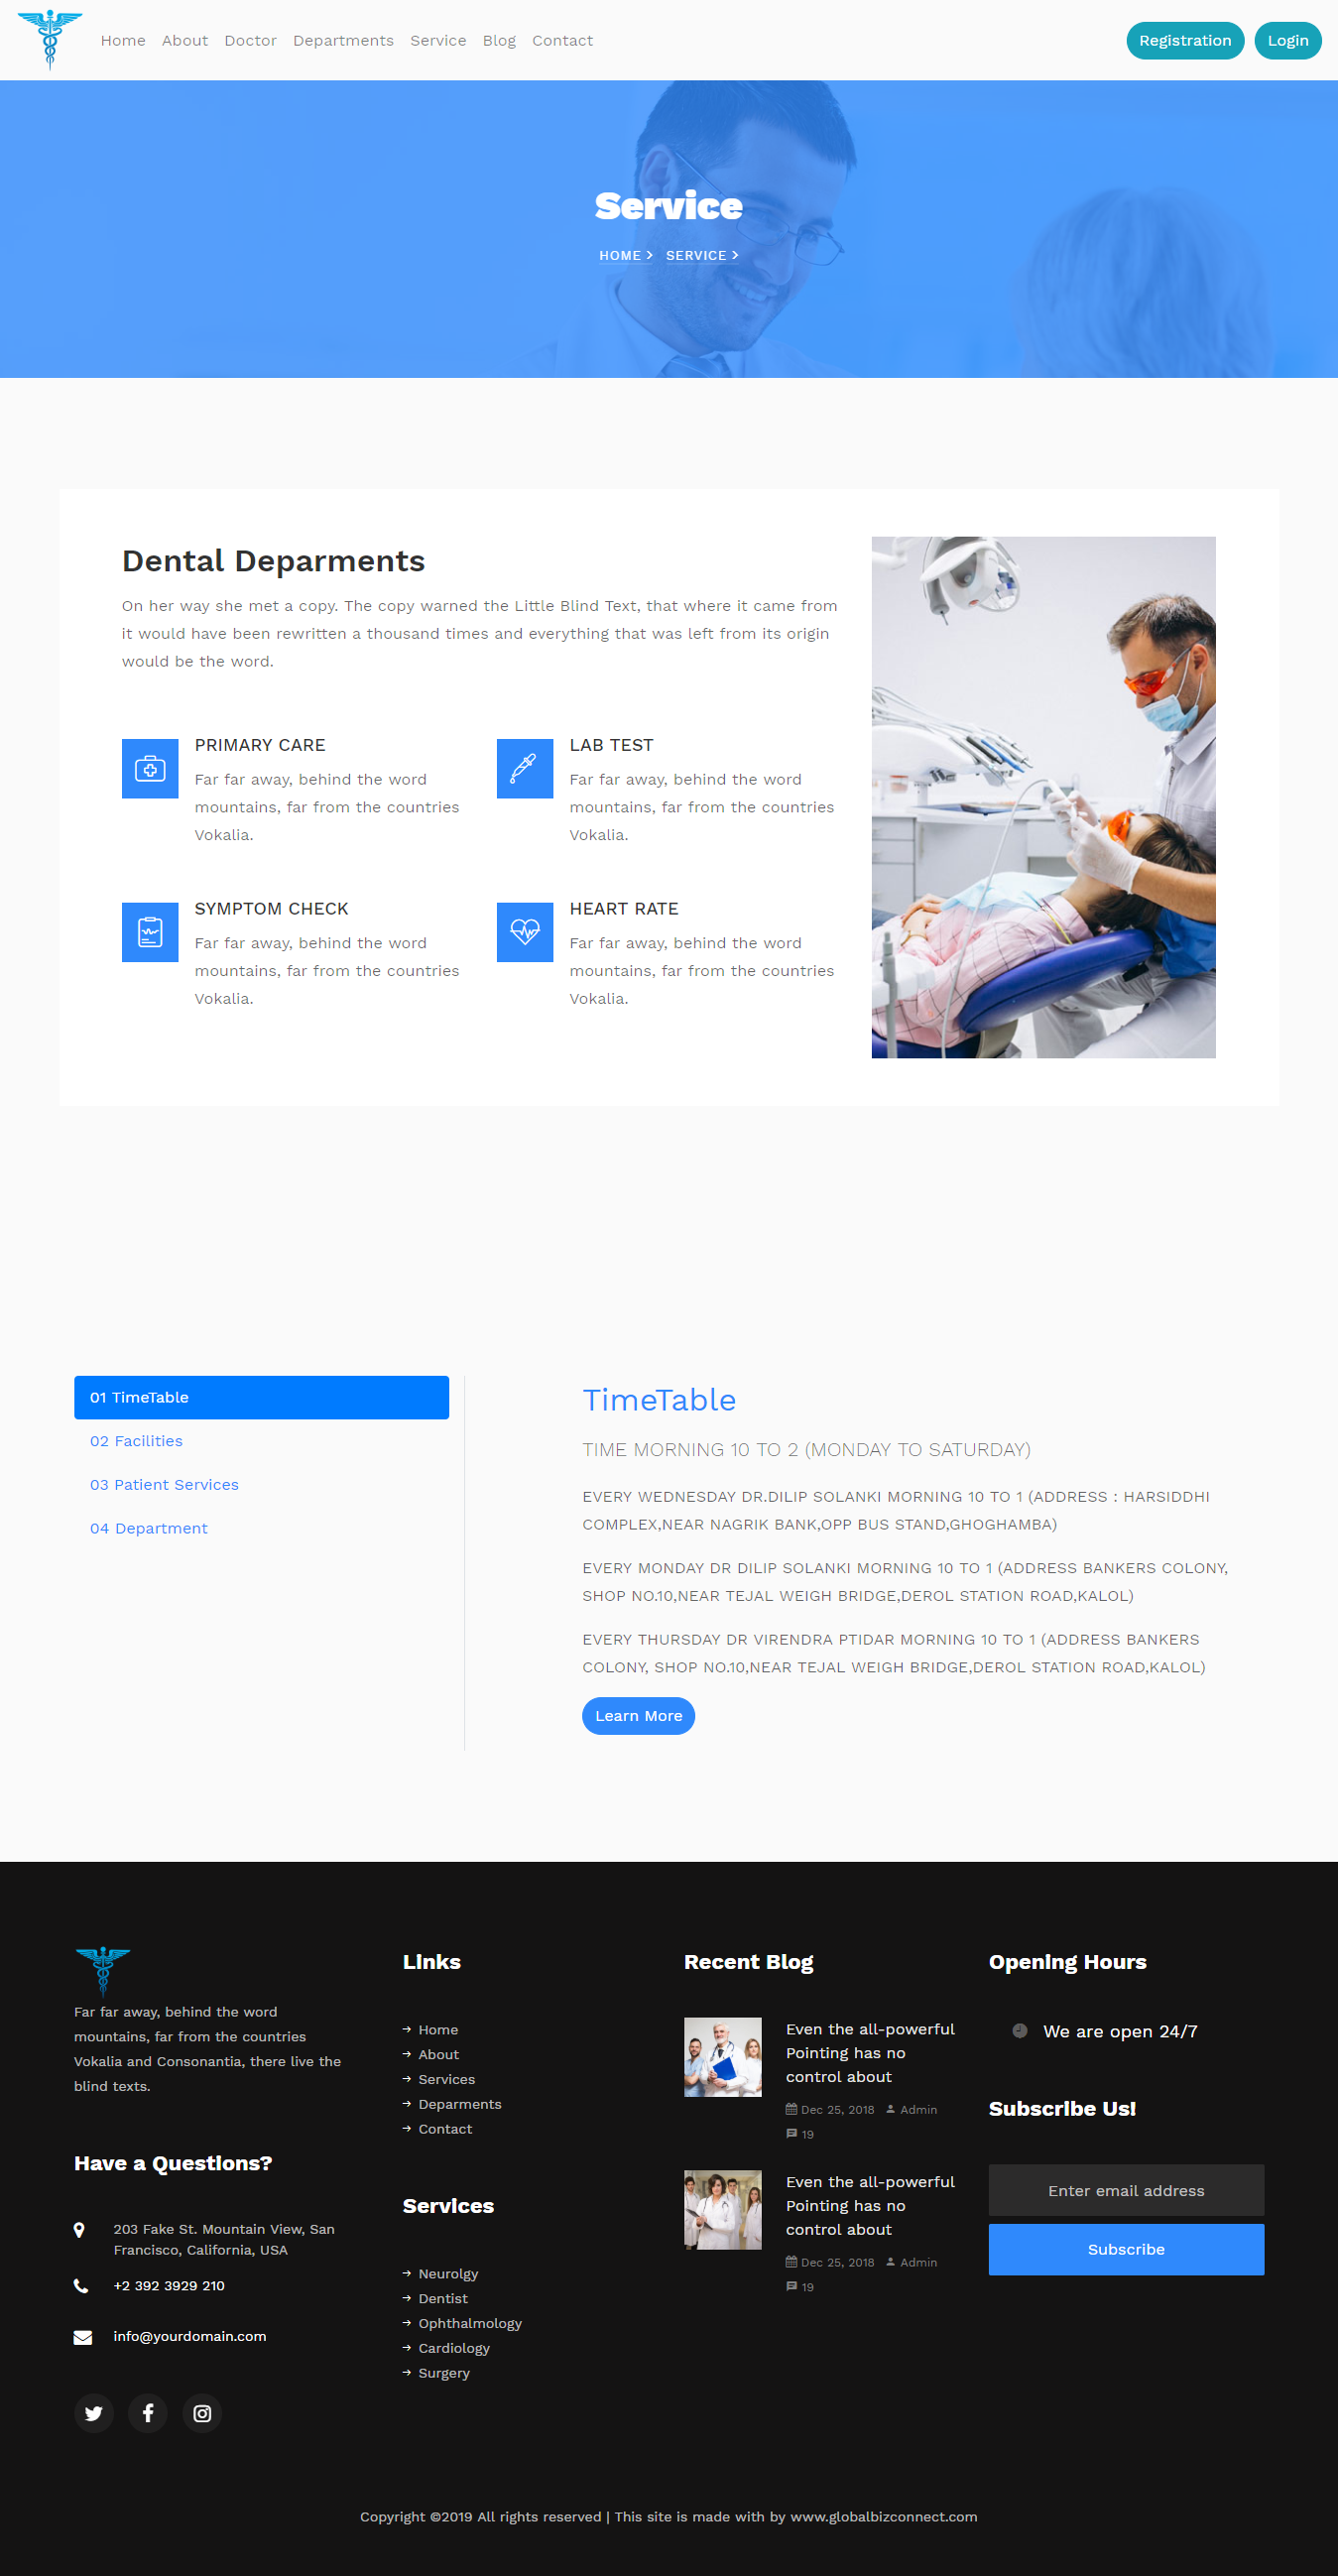 Home About Doctor Departments Service Blog Contact Registration Login
Service
HOME SERVICE
Dental Deparments
On her way she met a copy. The copy warned the Little Blind Text, that where it came from
it would have been rewritten a thousand times and everything that was left from its origin
would be the word.
PRIMARY CARE
Far far away, behind the word
mountains, far from the countries
Vokalia.
LAB TEST
Far far away, behind the word
mountains, far from the countries
Vokalia.
SYMPTOM CHECK
Far far away, behind the word
mountains, far from the countries
Vokalia.
HEART RATE
Far far away, behind the word
mountains, far from the countries
Vokalia.
01 TimeTable
02 Facilities
03 Patient Services
04 Department
TimeTable
TIME MORNING 10 TO 2 (MONDAY TO SATURDAY)
EVERY WEDNESDAY DR.DILIP SOLANKI MORNING 10 TO 1 (ADDRESS : HARSIDDHI
COMPLEX,NEAR NAGRIK BANK,OPP BUS STAND,GHOGHAMBA)
EVERY MONDAY DR DILIP SOLANKI MORNING 10 TO 1 (ADDRESS BANKERS COLONY,
SHOP NO.10,NEAR TEJAL WEIGH BRIDGE,DEROL STATION ROAD,KALOL)
EVERY THURSDAY DR VIRENDRA PTIDAR MORNING 10 TO 1 (ADDRESS BANKERS
COLONY, SHOP NO.10,NEAR TEJAL WEIGH BRIDGE,DEROL STATION ROAD,KALOL)
Learn More
Far far away, behind the word
mountains, far from the countries
Vokalia and Consonantia, there live the
blind texts.
Have a Questions?
203 Fake St. Mountain View, San
Francisco, California, USA
+2 392 3929 210
info@yourdomain.com
Links
Home
About
Services
Deparments
Contact
Services
Neurolgy
Dentist
Ophthalmology
Cardiology
Surgery
Recent Blog
Even the all-powerful
Pointing has no
control about
Dec 25, 2018 Admin
19
Even the all-powerful
Pointing has no
control about
Dec 25, 2018 Admin
19
Opening Hours
We are open 24/7
Subscribe Us!
Enter email address
Subscribe
Copyright ©2019 All rights reserved | This site is made with by www.globalbizconnect.com